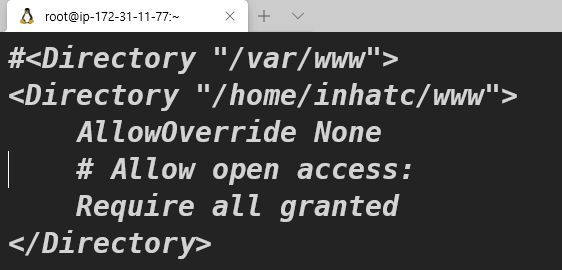 root@ip-172-31-11-77:~
#<Directory "/var/www">
<Directory "/home/inhatc/www">
    AllowOverride None
    # Allow open access:
    Require all granted
</Directory>